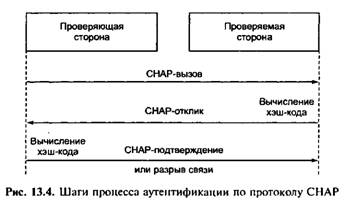 Проверяющая
сторона
Проверяемая
сторона
CHAP-вызов
Вычисление
хэш-кода
CHAP-отклик
Вычисление
хэш-кода
CHAP-подтверждение
или разрыв связи
Рис. 13.4. Шаги процесса аутентификации по протоколу CHAP